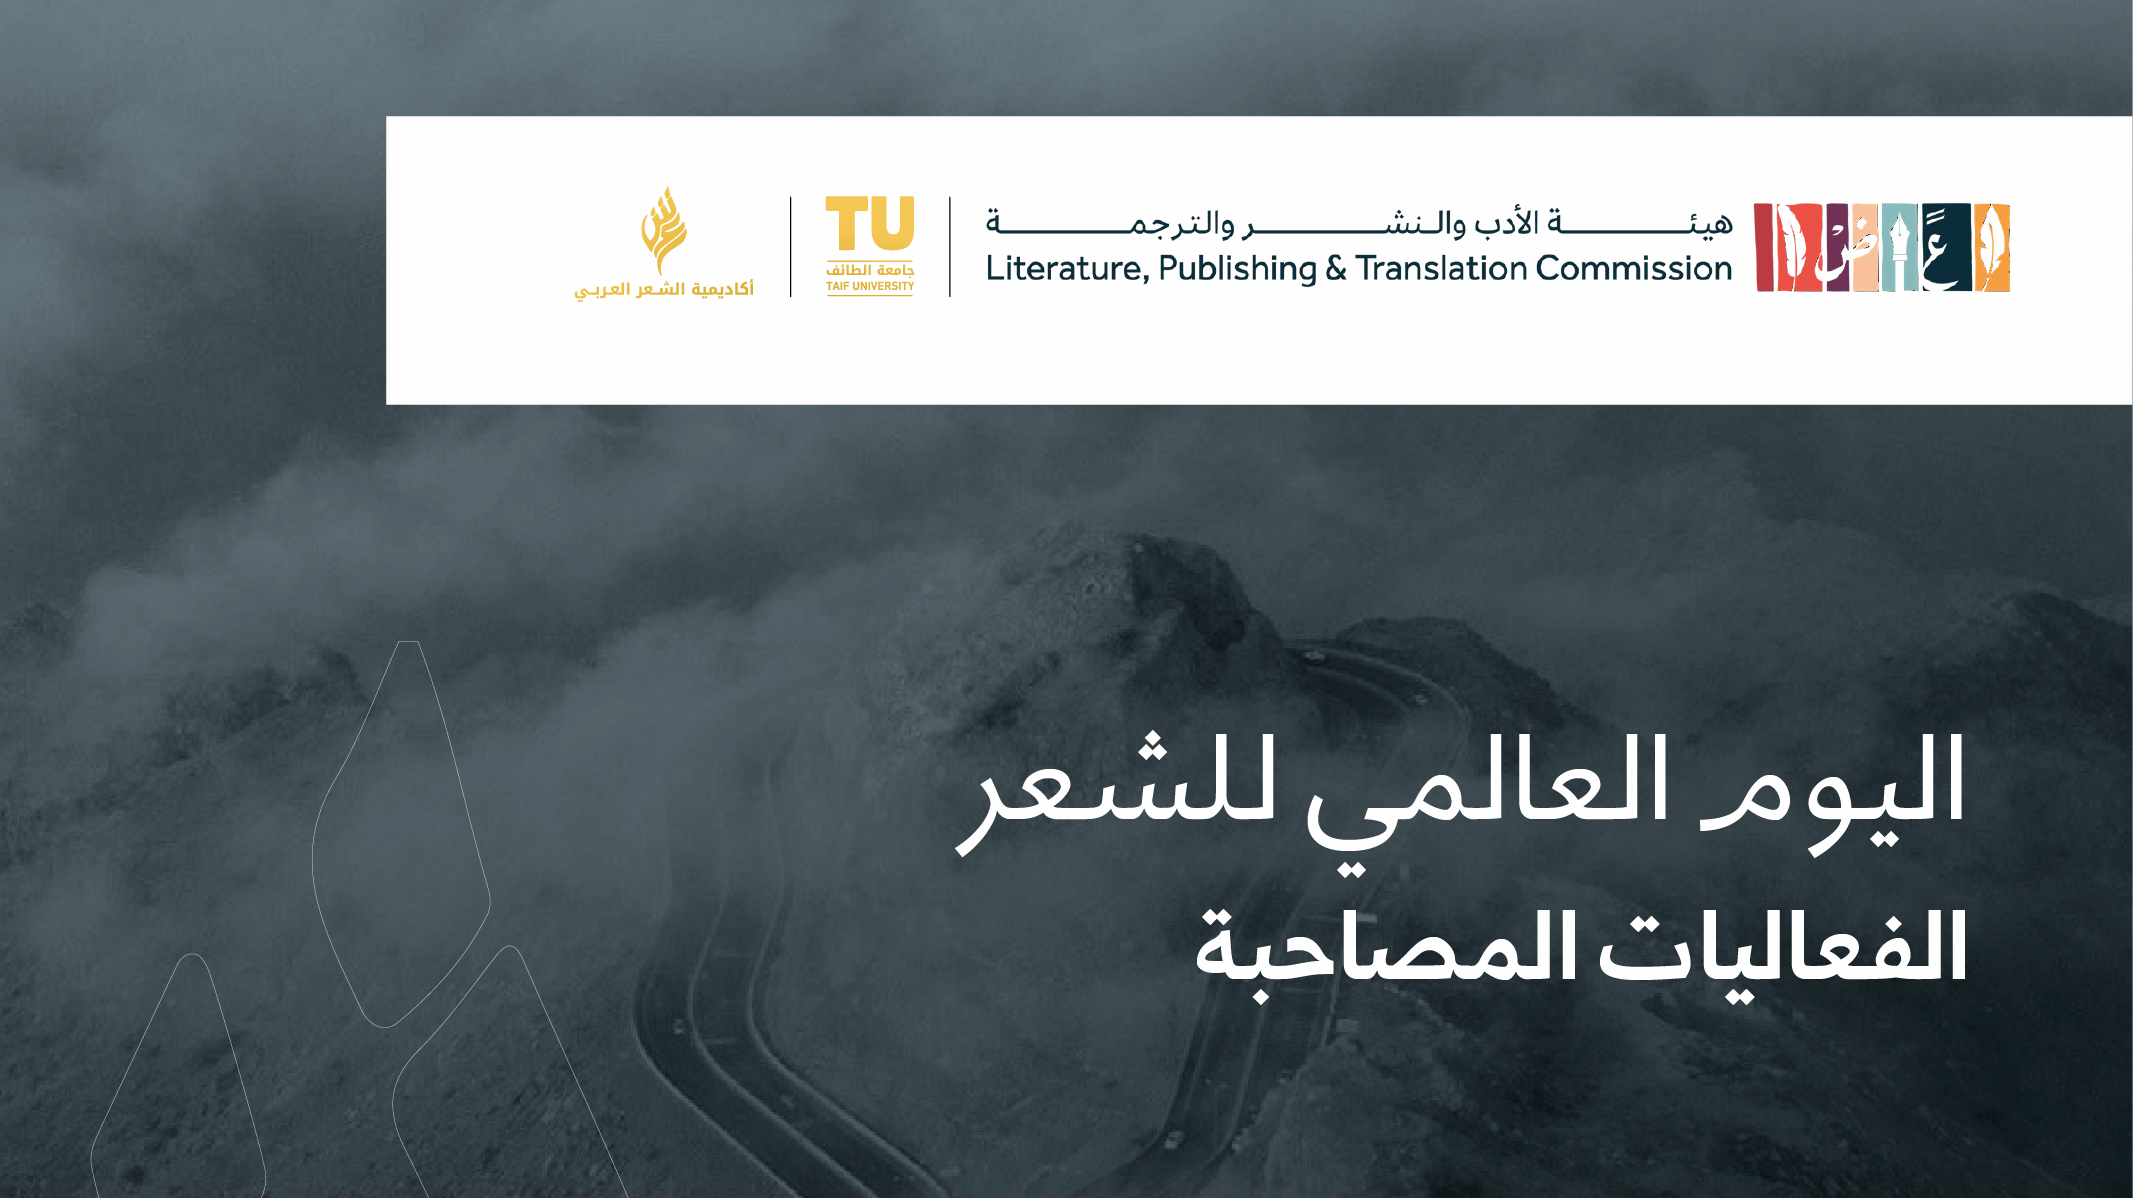 هيئة الأدب والنشر والترجمة
Literature, Publishing & Translation Commission
TU
جامعة الطائف
TAIF UNIVERSITY
أكاديمية الشعر العربي
اليوم العالمي للشعر
الفعاليات المصاحبة